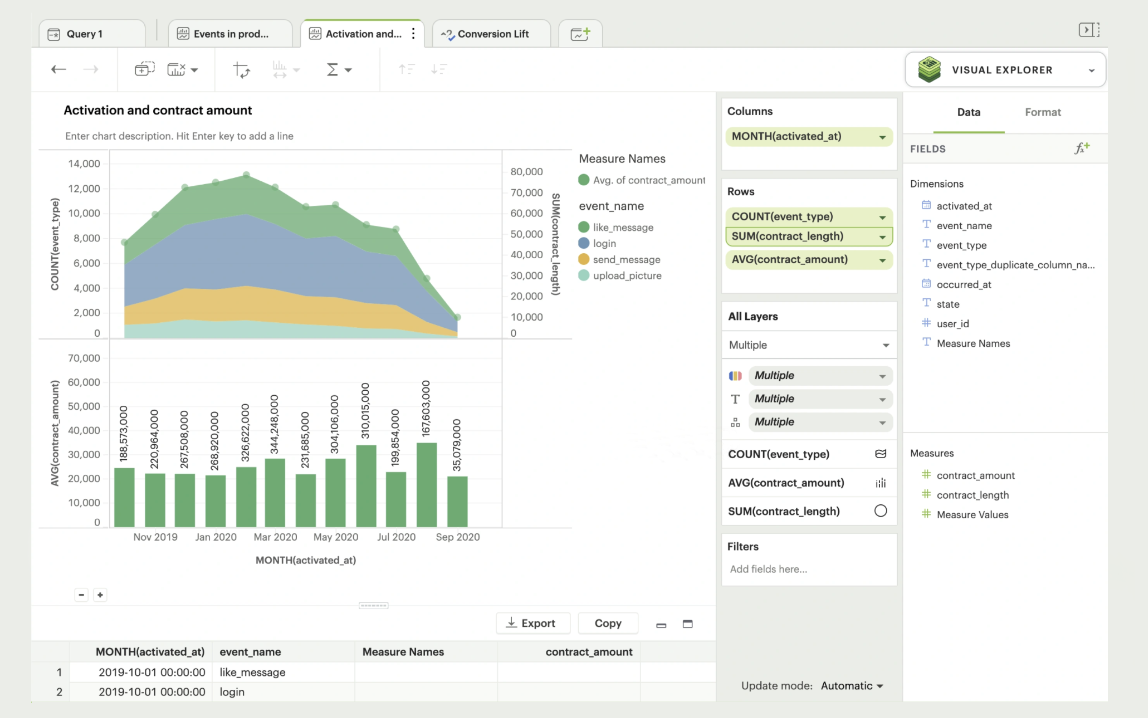 Query 1
Events in prod...
Activation and...
Conversion Lift
VISUAL EXPLORER
Activation and contract amount
Enter chart description. Hit Enter key to add a line
COUNT(event_type)
14,000
12,000
10,000
8,000
6,000
4,000
2,000
0
80,000
70,000
60,000
50,000
40,000
30,000
20,000
10,000
0
SUM(contract_length)
Measure Names
Avg. of contract_amount
event_name
like_message
login
send_message
upload_picture
AVG(contract_amount)
70,000
60,000
50,000
40,000
30,000
20,000
10,000
0
188,573,000
220,964,000
267,508,000
268,920,000
326,622,000
344,248,000
231,685,000
304,106,000
310,015,000
199,854,000
167,603,000
35,079,000
Nov 2019
Jan 2020
Mar 2020
May 2020
Jul 2020
Sep 2020
MONTH(activated_at)
Export
Copy
MONTH(activated_at) event_name Measure Names contract_amount
1 2019-10-01 00:00:00 like_message
2 2019-10-01 00:00:00 login
Columns
MONTH(activated_at)
Rows
COUNT(event_type)
SUM(contract_length)
AVG(contract_amount)
All Layers
Multiple
Multiple
T Multiple
Multiple
COUNT(event_type)
AVG(contract_amount)
SUM(contract_length)
Filters
Add fields here...
Update mode: Automatic
Data
Format
FIELDS
Dimensions
activated_at
T event_name
T event_type
T event_type_duplicate_column_na...
occurred_at
T state
# user_id
T Measure Names
Measures
# contract_amount
# contract_length
# Measure Values